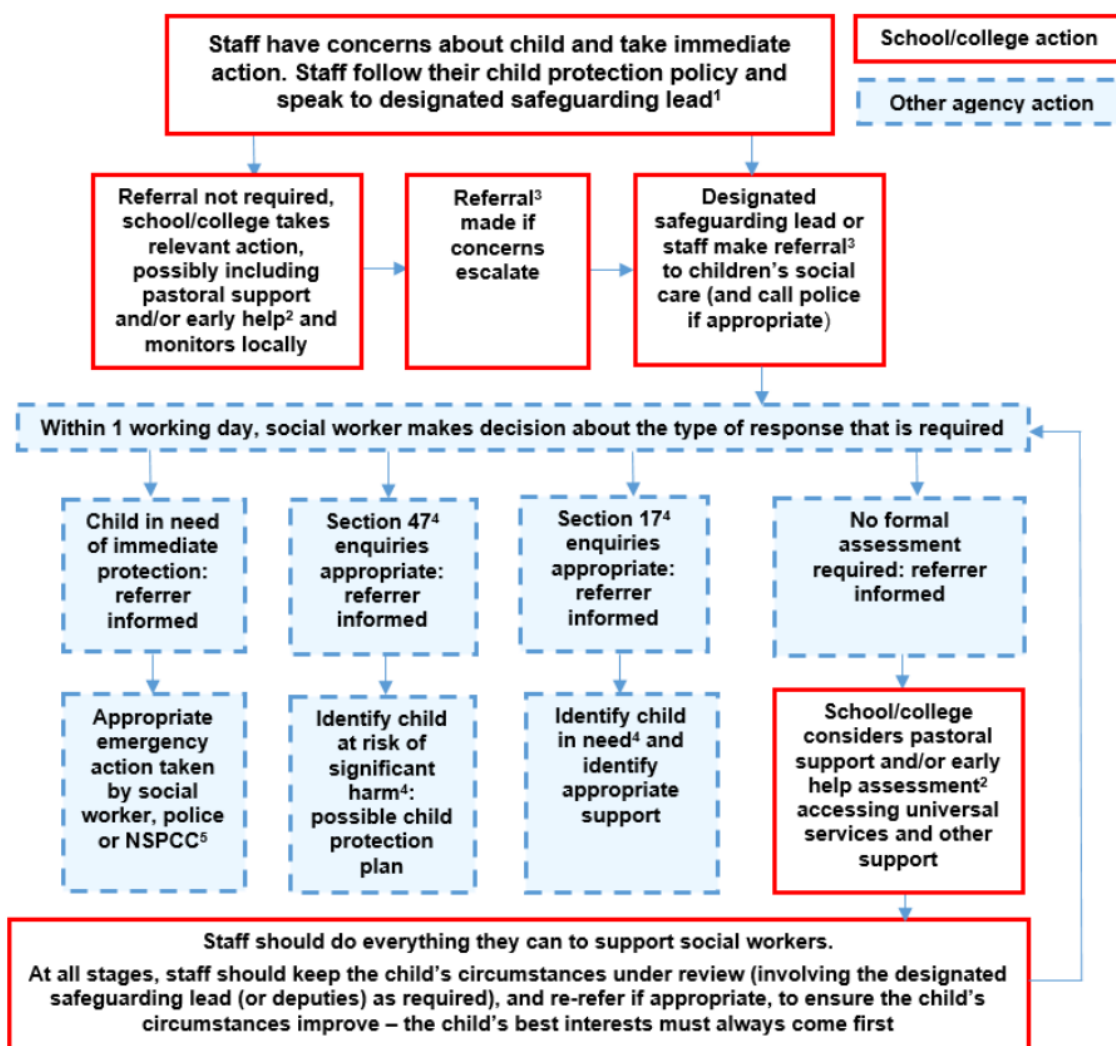 Staff have concerns about child and take immediate
action. Staff follow their child protection policy and
speak to designated safeguarding lead¹
School/college action
Other agency action
Referral not required,
school/college takes
relevant action,
possibly including
pastoral support
and/or early help² and
monitors locally
Referral³
made if
concerns
escalate
Designated
safeguarding lead or
staff make referral³
to children’s social
care (and call police
if appropriate)
Within 1 working day, social worker makes decision about the type of response that is required
Child in need
of immediate
protection:
referrer
informed
Section 47⁴
enquiries
appropriate:
referrer
informed
Section 17⁴
enquiries
appropriate:
referrer
informed
No formal
assessment
required: referrer
informed
Appropriate
emergency
action taken
by social
worker, police
or NSPCC⁵
Identify child
at risk of
significant
harm⁴:
possible child
protection
plan
Identify child
in need⁴ and
identify
appropriate
support
School/college
considers pastoral
support and/or early
help assessment²
accessing universal
services and other
support
Staff should do everything they can to support social workers.
At all stages, staff should keep the child’s circumstances under review (involving the designated
safeguarding lead (or deputies) as required), and re-refer if appropriate, to ensure the child’s
circumstances improve – the child’s best interests must always come first